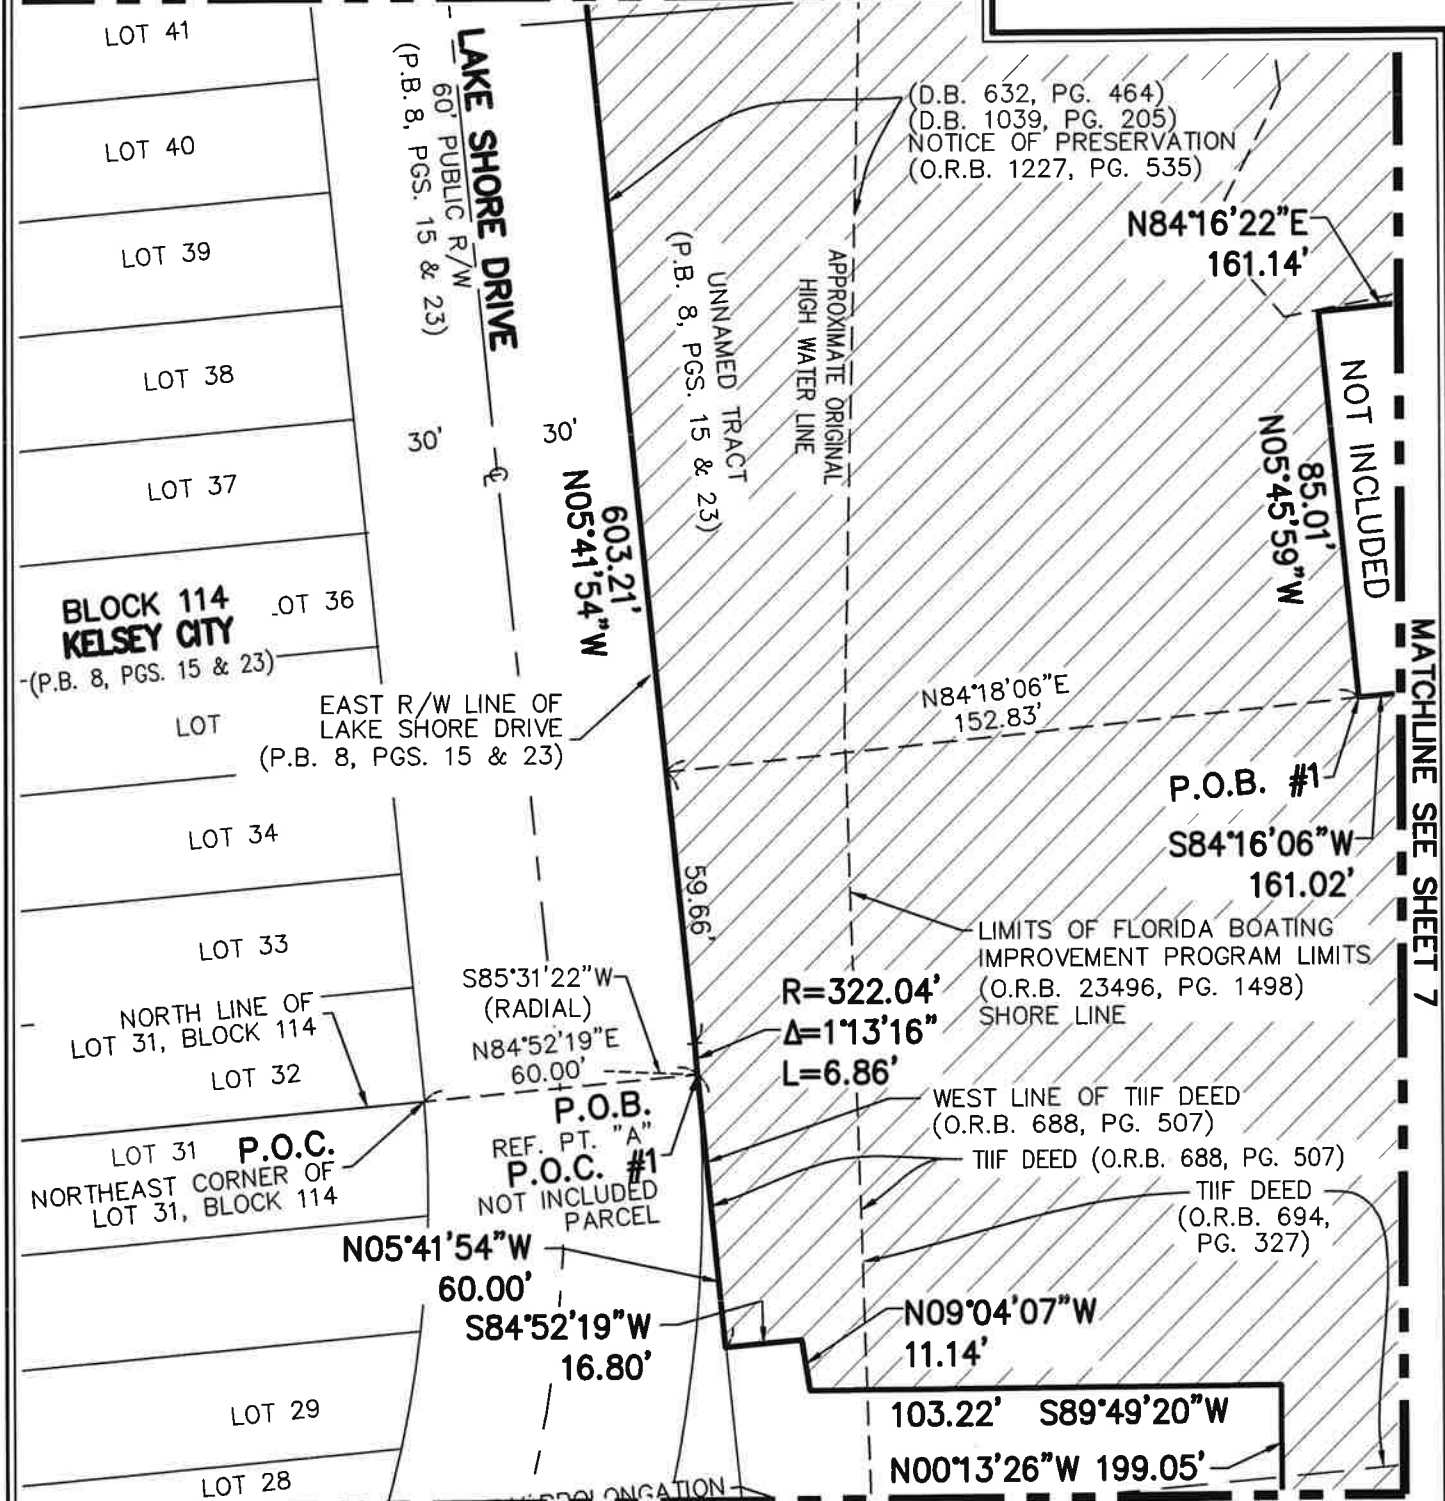 LOT 41
LOT 40
LOT 39
LOT 38
LOT 37
BLOCK 114
KELSEY CITY
(P.B. 8, PGS. 15 & 23)
OT 36
LOT
LOT 34
LOT 33
LOT 32
LOT 31
LOT 29
LOT 28
LAKE SHORE DRIVE
60' PUBLIC R/W
(P.B. 8, PGS. 15 & 23)
30'
30'
℄
603.21'
N05°41'54"W
EAST R/W LINE OF
LAKE SHORE DRIVE
(P.B. 8, PGS. 15 & 23)
UNNAMED TRACT
(P.B. 8, PGS. 15 & 23)
APPROXIMATE ORIGINAL
HIGH WATER LINE
(D.B. 632, PG. 464)
(D.B. 1039, PG. 205)
NOTICE OF PRESERVATION
(O.R.B. 1227, PG. 535)
N84°16'22"E
161.14'
NOT INCLUDED
85.01'
N05°45'59"W
N84°18'06"E
152.83'
P.O.B. #1
S84°16'06"W
161.02'
MATCHLINE SEE SHEET 7
59.66'
LIMITS OF FLORIDA BOATING
IMPROVEMENT PROGRAM LIMITS
(O.R.B. 23496, PG. 1498)
SHORE LINE
R=322.04'
Δ=1°13'16"
L=6.86'
S85°31'22"W
(RADIAL)
N84°52'19"E
60.00'
NORTH LINE OF
LOT 31, BLOCK 114
P.O.C.
NORTHEAST CORNER OF
LOT 31, BLOCK 114
P.O.B.
REF. PT. "A"
P.O.C. #1
NOT INCLUDED
PARCEL
WEST LINE OF TIIF DEED
(O.R.B. 688, PG. 507)
TIIF DEED (O.R.B. 688, PG. 507)
TIIF DEED
(O.R.B. 694,
PG. 327)
N05°41'54"W
60.00'
S84°52'19"W
16.80'
N09°04'07"W
11.14'
103.22' S89°49'20"W
N00°13'26"W 199.05'
PROLONGATION